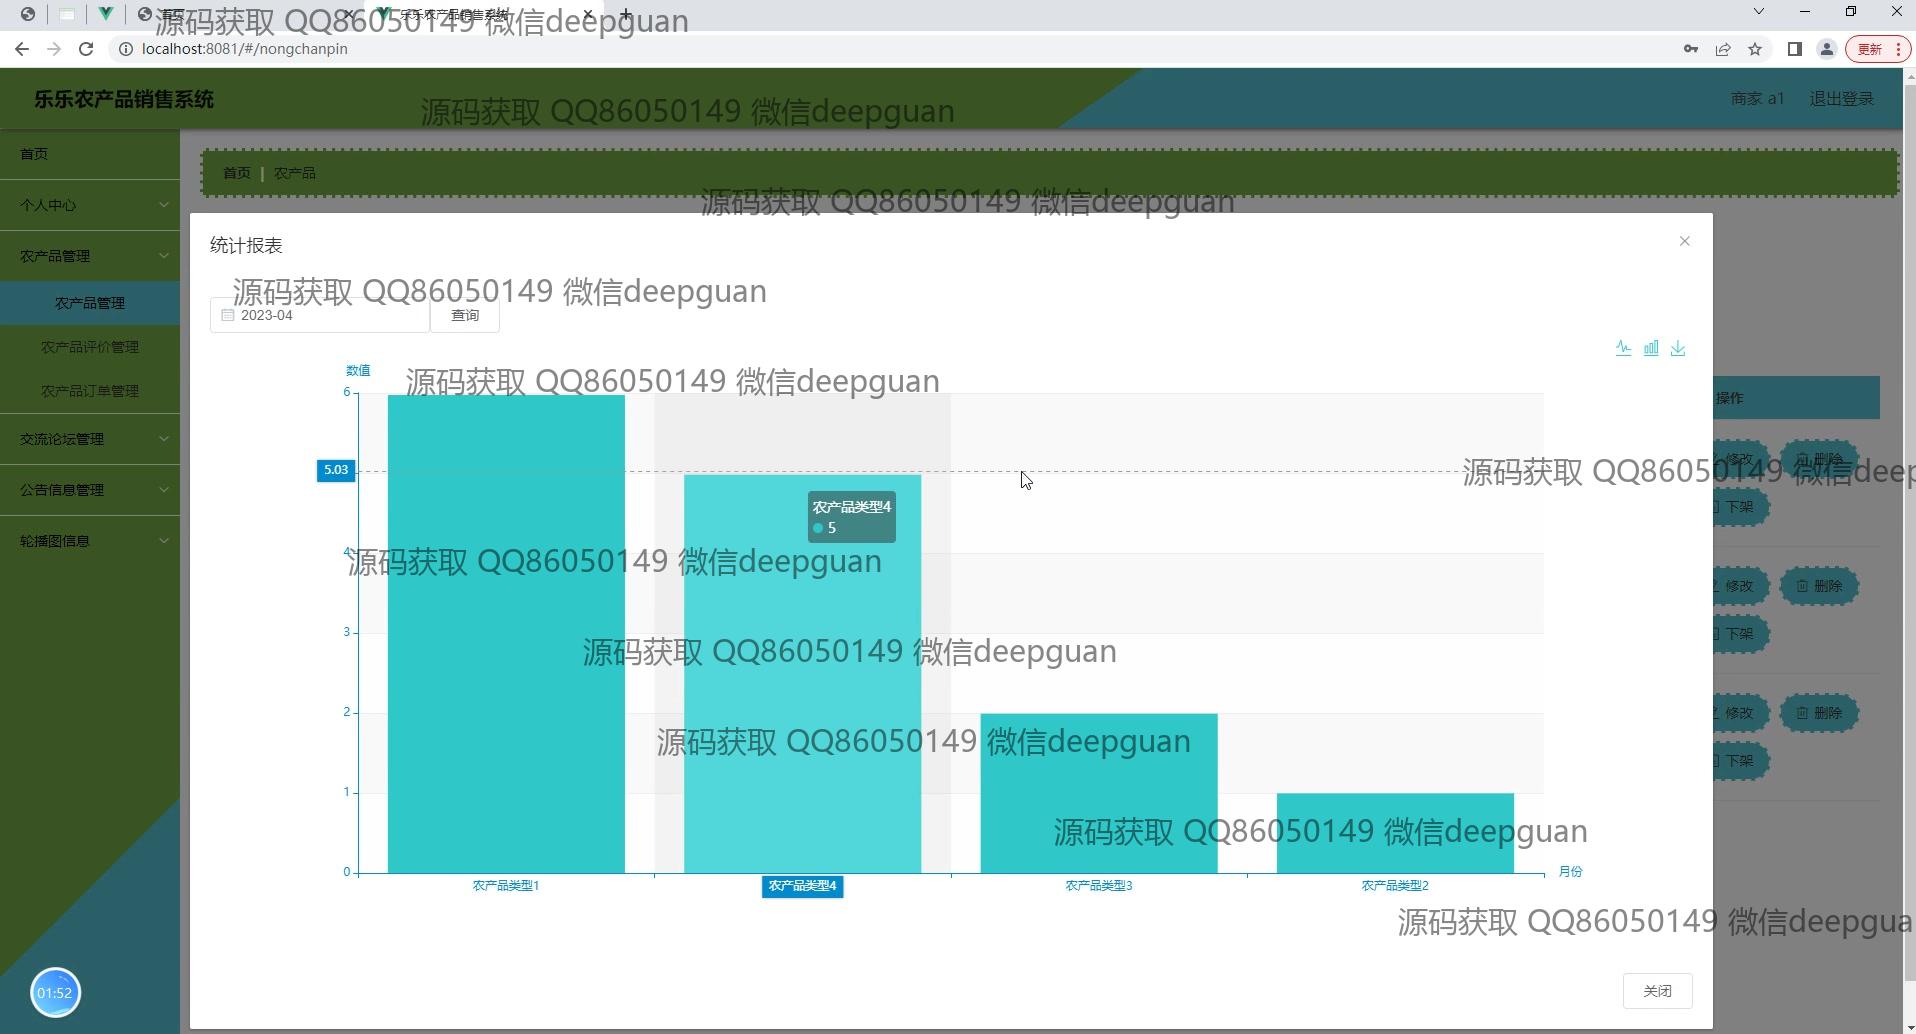 首页
乐乐农产品销售系统
源码获取 QQ86050149 微信deepguan
localhost:8081/#/nongchanpin
更新
乐乐农产品销售系统
源码获取 QQ86050149 微信deepguan
商家 a1
退出登录
首页
个人中心
农产品管理
农产品管理
农产品评价管理
农产品订单管理
交流论坛管理
公告信息管理
轮播图信息
01:52
首页 | 农产品
源码获取 QQ86050149 微信deepguan
统计报表
源码获取 QQ86050149 微信deepguan
2023-04
查询
数值
源码获取 QQ86050149 微信deepguan
6
5.03
4
3
2
1
0
农产品类型4
5
源码获取 QQ86050149 微信deepguan
源码获取 QQ86050149 微信deepguan
源码获取 QQ86050149 微信deepguan
源码获取 QQ86050149 微信deepguan
农产品类型1
农产品类型4
农产品类型3
农产品类型2
月份
源码获取 QQ86050149 微信deepgua
关闭
操作
源码获取 QQ86050149 微信deep
修改
删除
下架
修改
删除
下架
修改
删除
下架